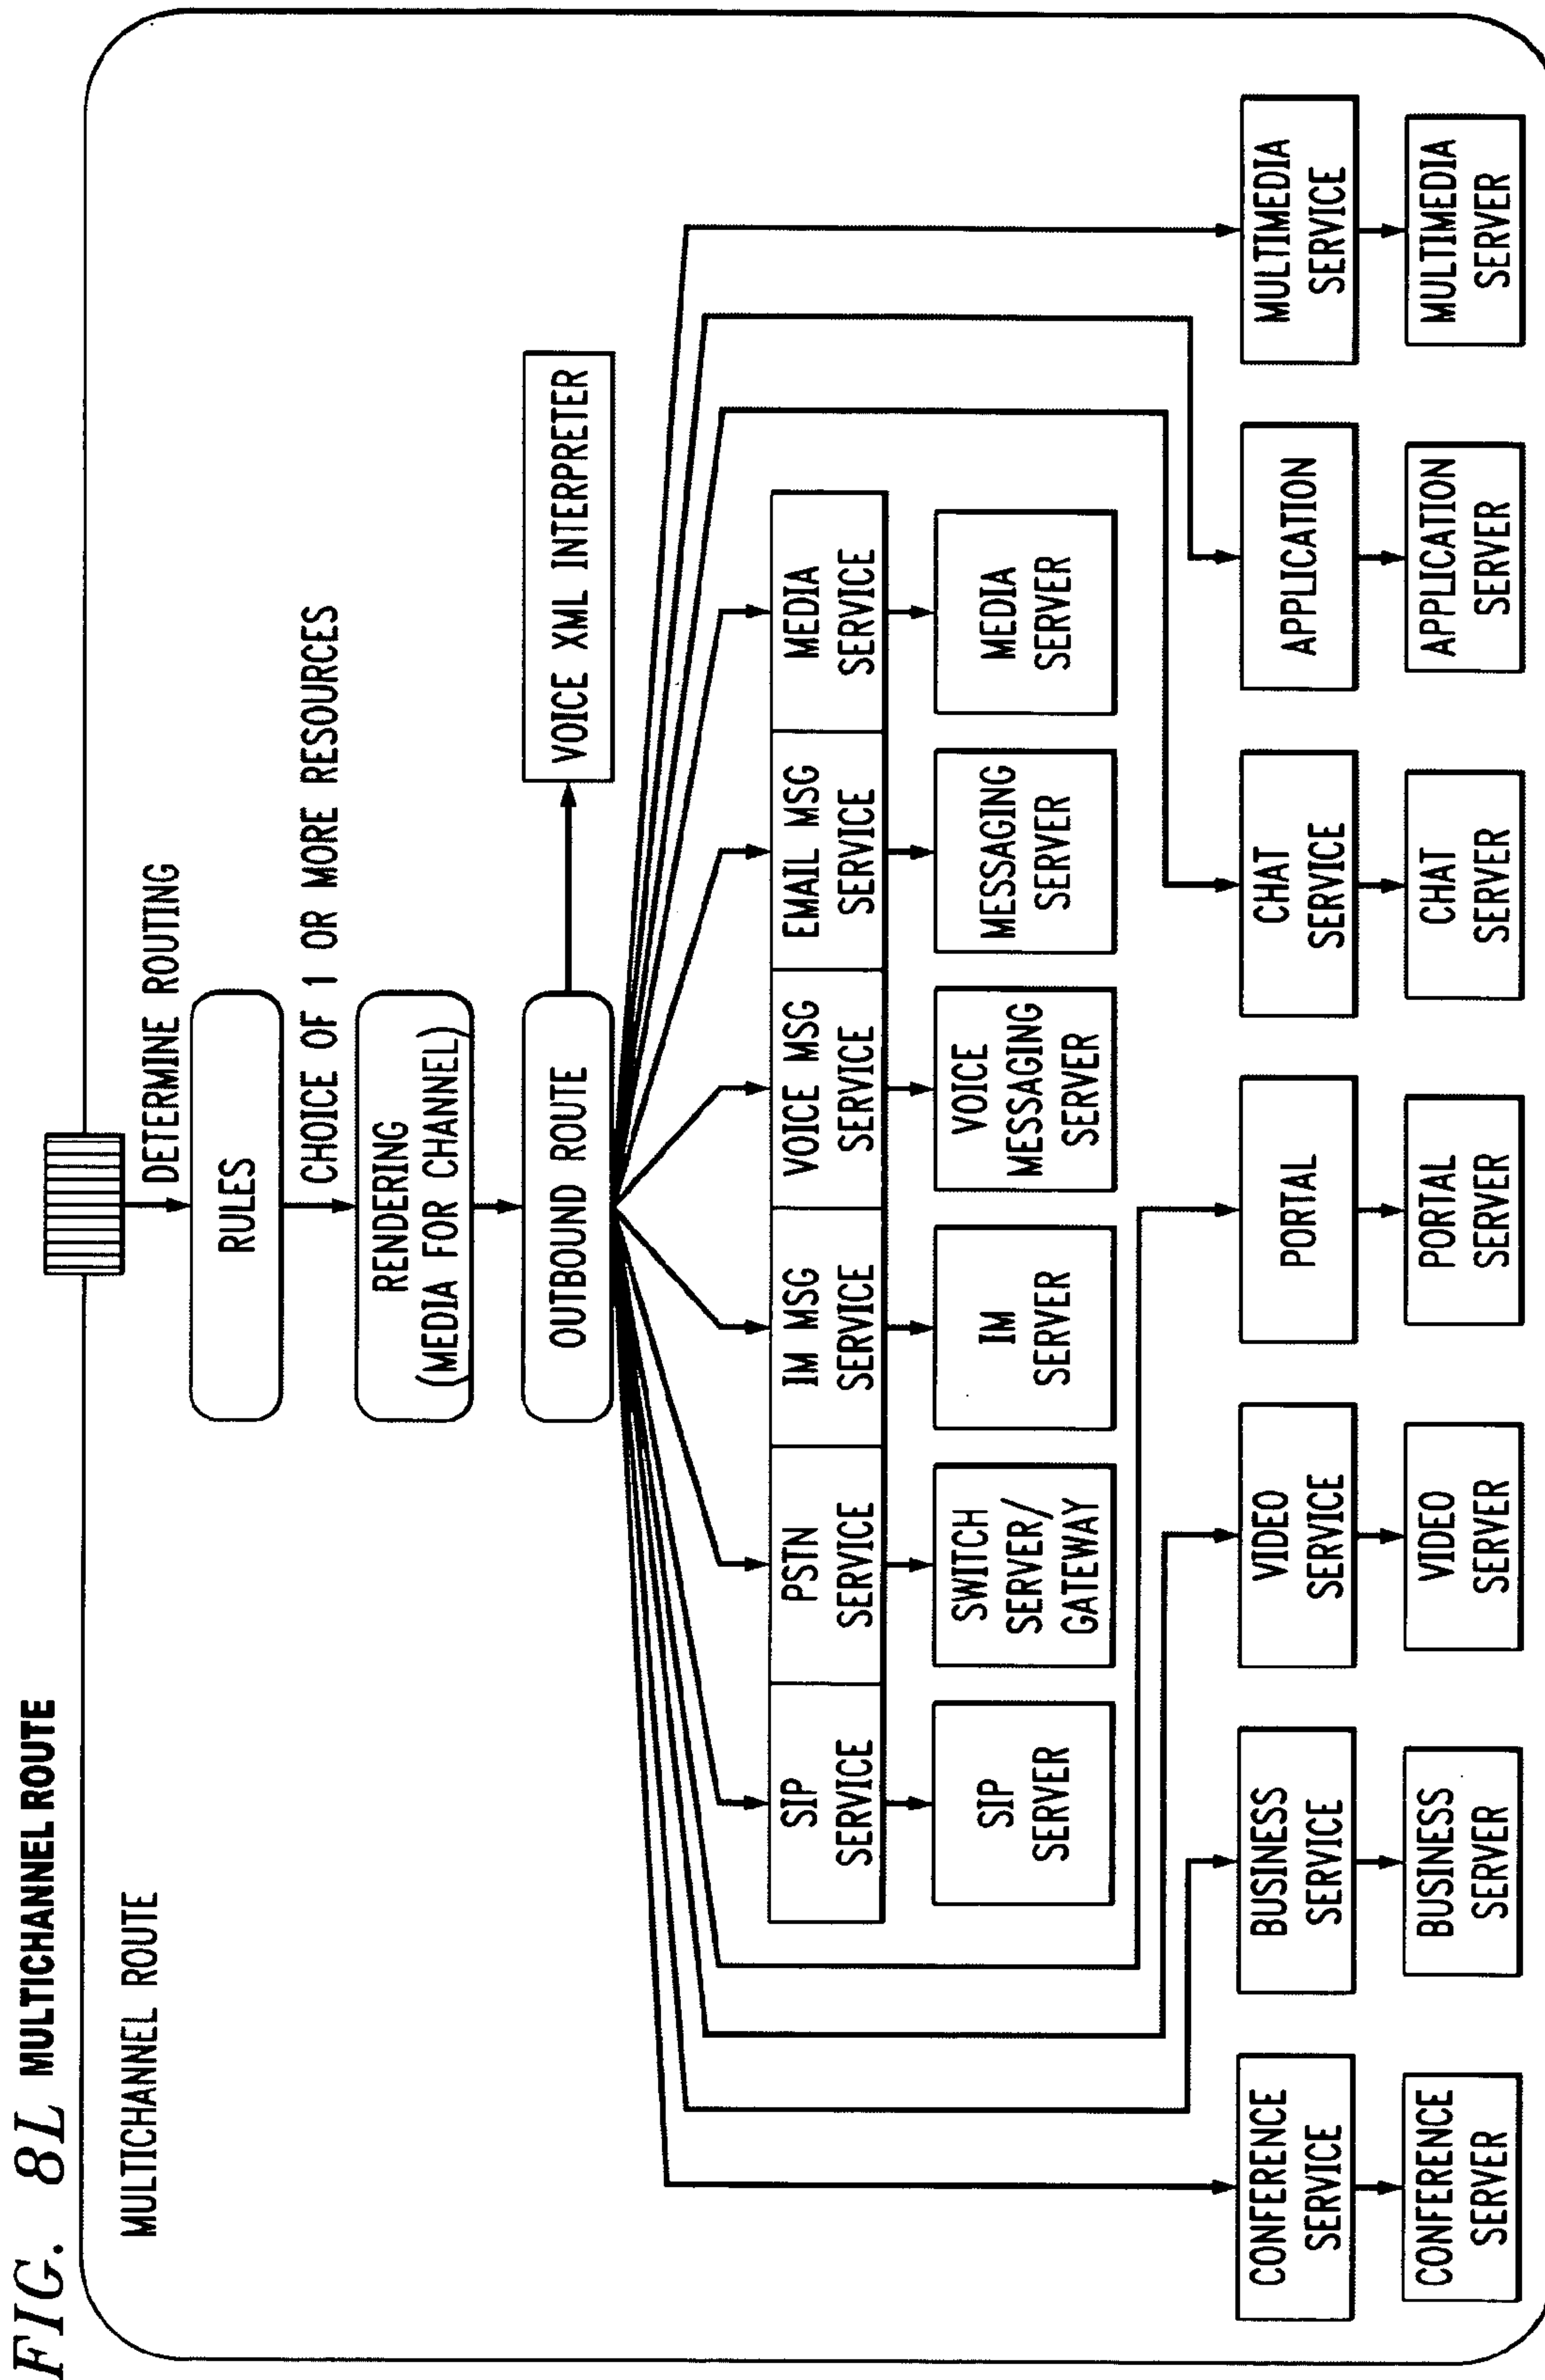 FIG. 8L MULTICHANNEL ROUTE
MULTICHANNEL ROUTE
DETERMINE ROUTING
RULES
CHOICE OF 1 OR MORE RESOURCES
RENDERING
(MEDIA FOR CHANNEL)
OUTBOUND ROUTE
VOICE XML INTERPRETER
SIP
SERVICE
PSTN
SERVICE
IM MSG
SERVICE
VOICE MSG
SERVICE
EMAIL MSG
SERVICE
MEDIA
SERVICE
SIP
SERVER
SWITCH
SERVER/
GATEWAY
IM
SERVER
VOICE
MESSAGING
SERVER
MESSAGING
SERVER
MEDIA
SERVER
CONFERENCE
SERVICE
BUSINESS
SERVICE
VIDEO
SERVICE
PORTAL
CHAT
SERVICE
APPLICATION
MULTIMEDIA
SERVICE
CONFERENCE
SERVER
BUSINESS
SERVER
VIDEO
SERVER
PORTAL
SERVER
CHAT
SERVER
APPLICATION
SERVER
MULTIMEDIA
SERVER